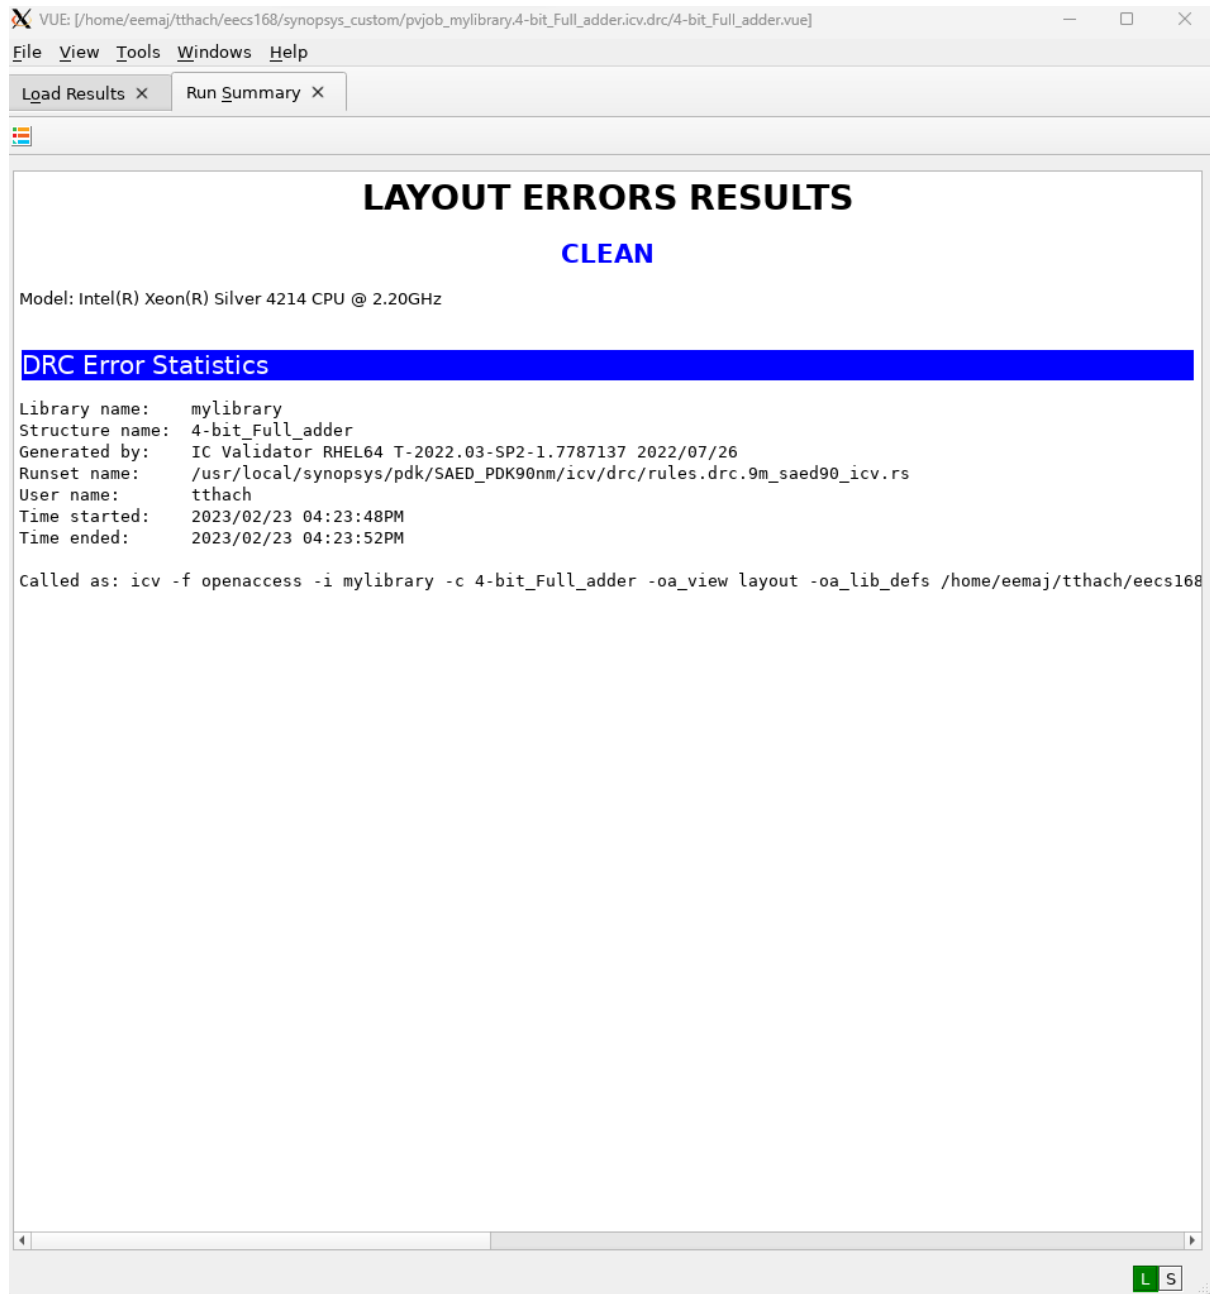 VUE: [/home/eemaj/tthach/eecs168/synopsys_custom/pvjob_mylibrary.4-bit_Full_adder.icv.drc/4-bit_Full_adder.vue]
File View Tools Windows Help
Load Results Run Summary
LAYOUT ERRORS RESULTS
CLEAN
Model: Intel(R) Xeon(R) Silver 4214 CPU @ 2.20GHz
DRC Error Statistics
Library name: mylibrary
Structure name: 4-bit_Full_adder
Generated by: IC Validator RHEL64 T-2022.03-SP2-1.7787137 2022/07/26
Runset name: /usr/local/synopsys/pdk/SAED_PDK90nm/icv/drc/rules.drc.9m_saed90_icv.rs
User name: tthach
Time started: 2023/02/23 04:23:48PM
Time ended: 2023/02/23 04:23:52PM
Called as: icv -f openaccess -i mylibrary -c 4-bit_Full_adder -oa_view layout -oa_lib_defs /home/eemaj/tthach/eecs168
L S